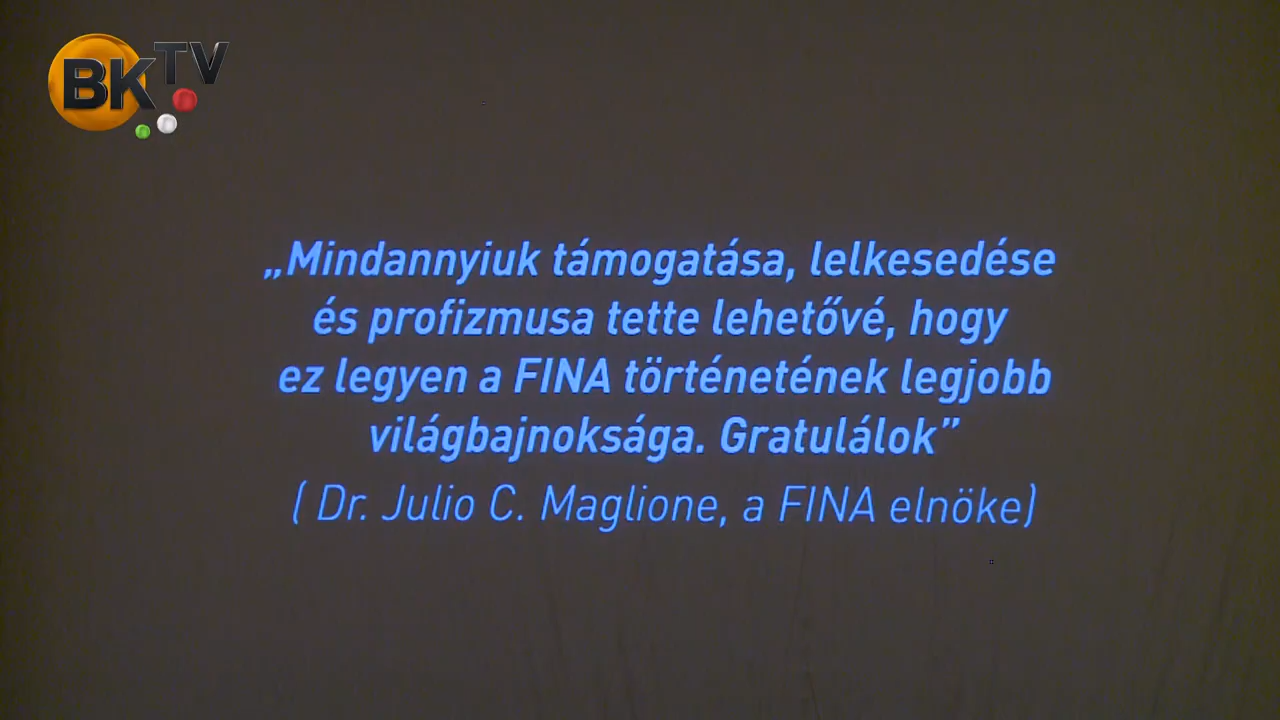 BKTV
„Mindannyiuk támogatása, lelkesedése
és profizmusa tette lehetővé, hogy
ez legyen a FINA történetének legjobb
világbajnoksága. Gratulálok”
( Dr. Julio C. Maglione, a FINA elnöke)